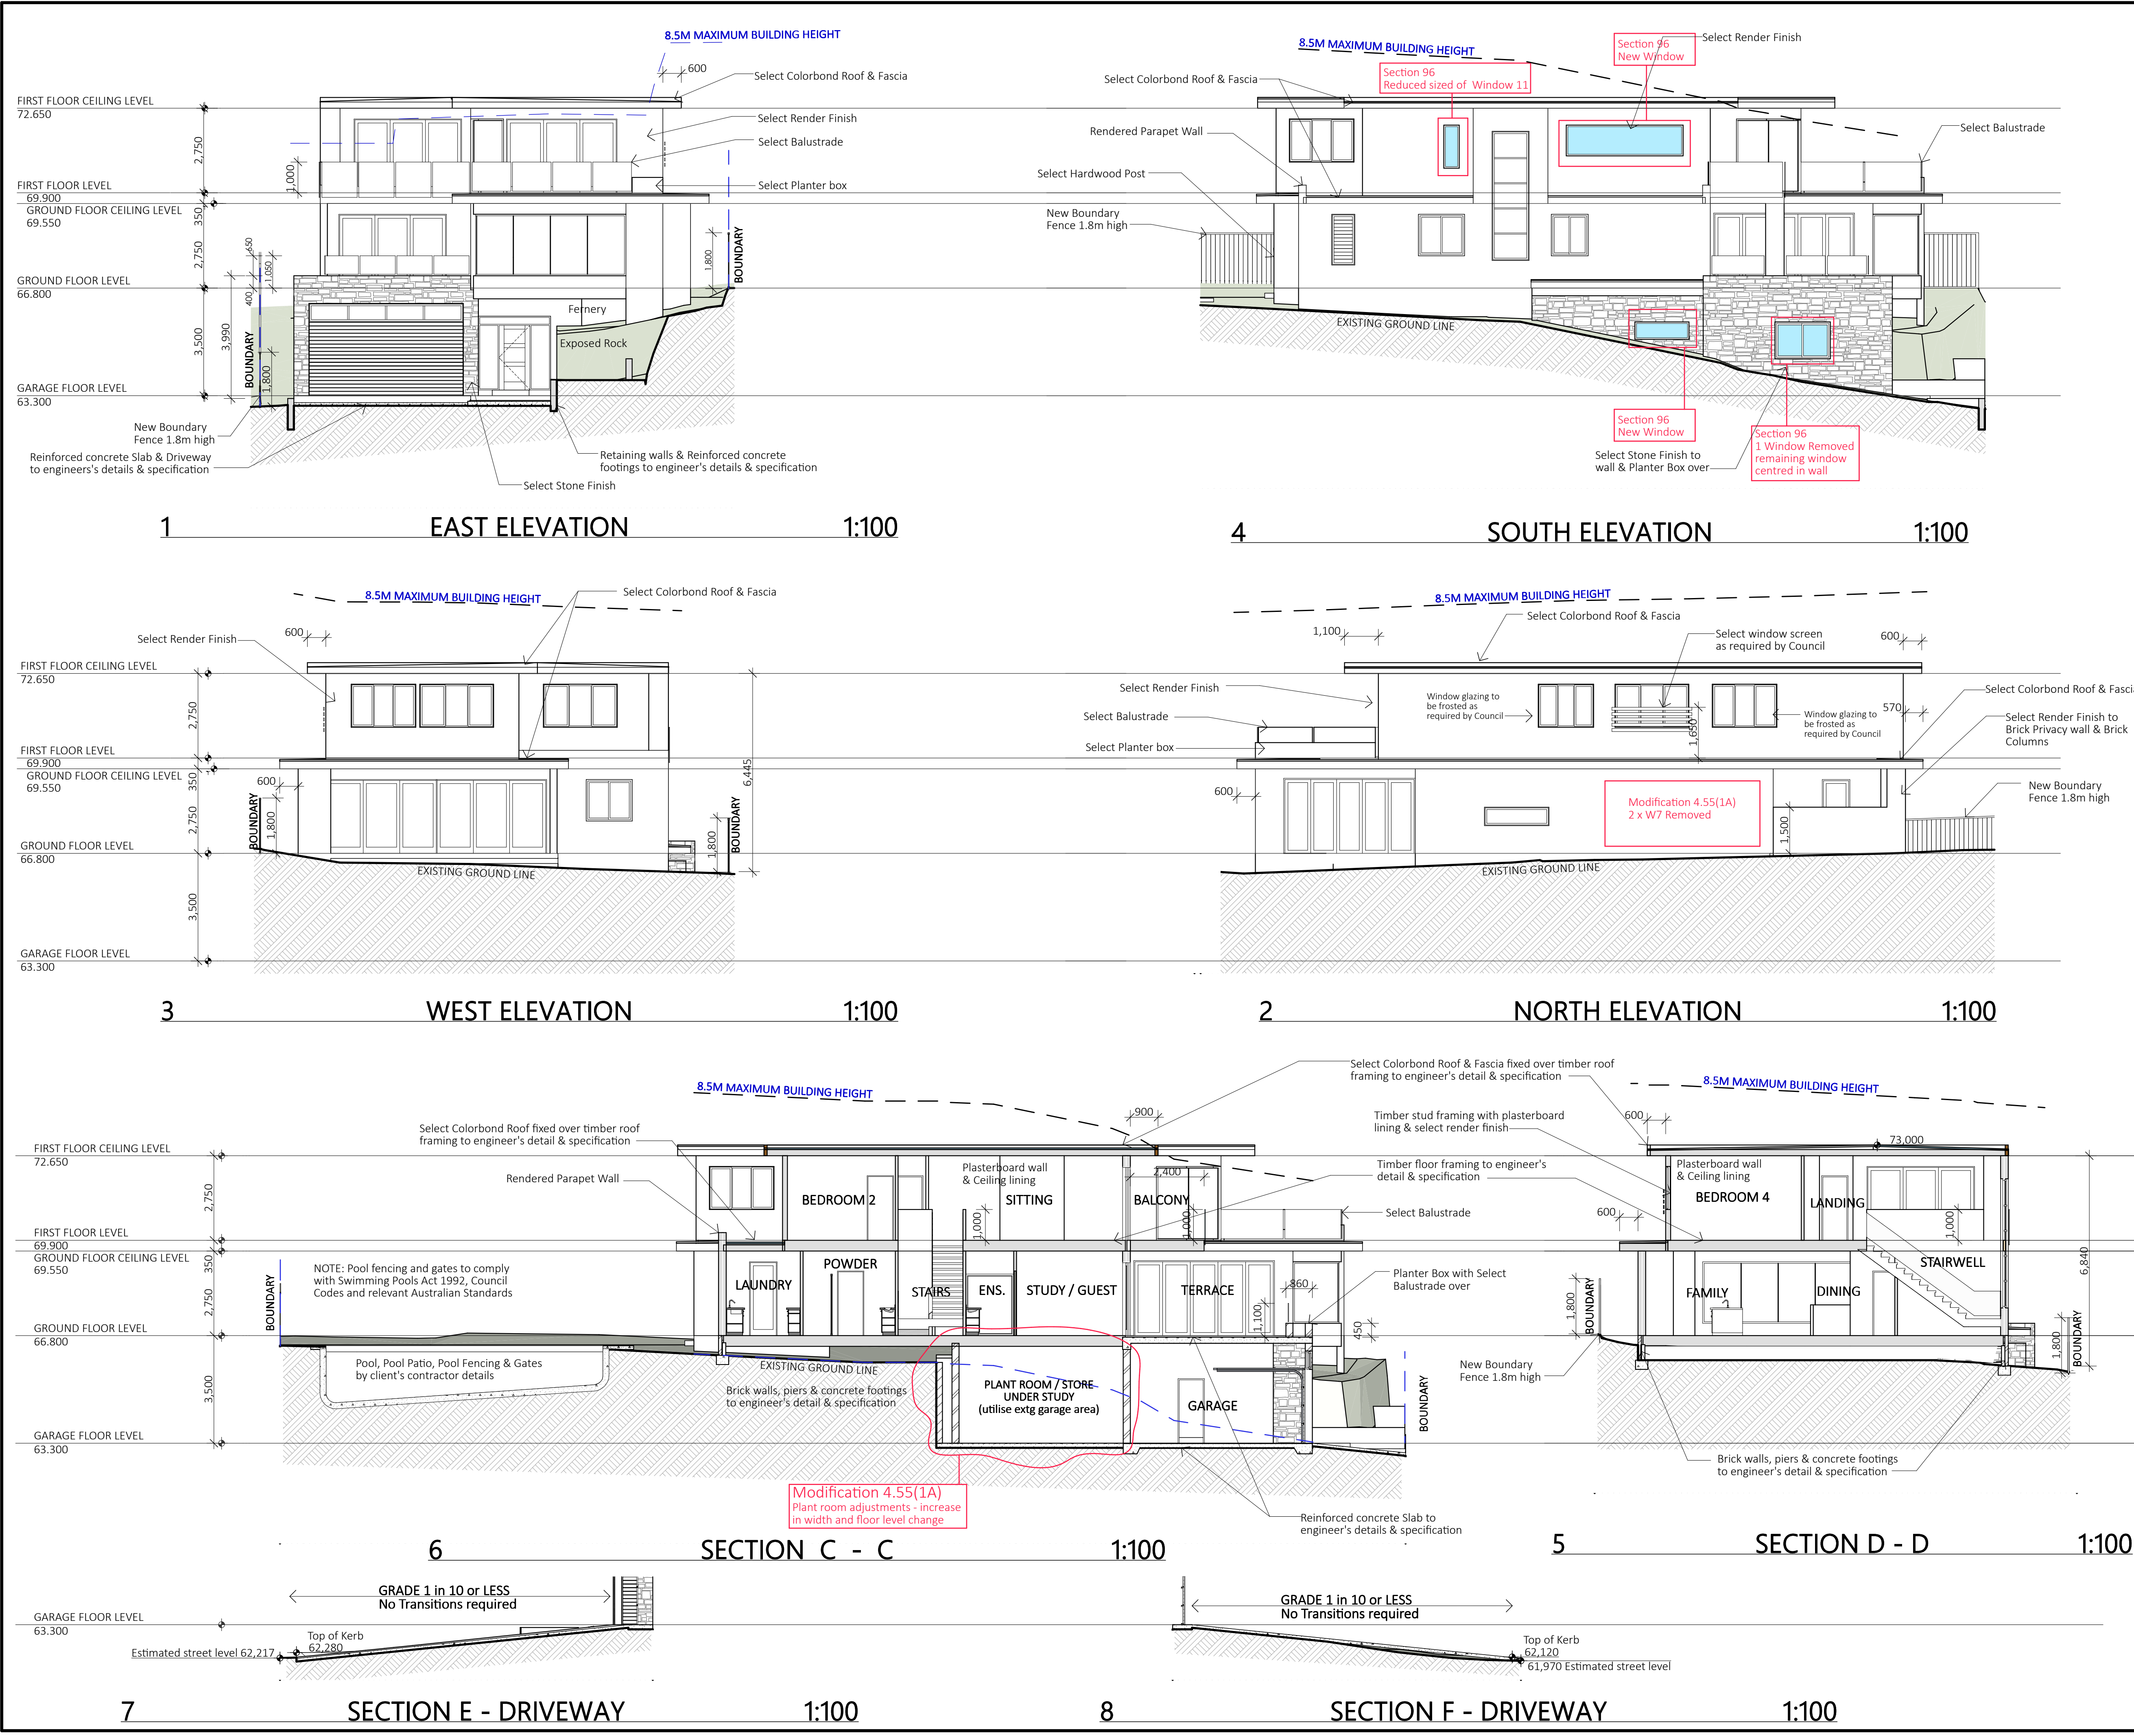 8.5M MAXIMUM BUILDING HEIGHT
600
Select Colorbond Roof & Fascia
FIRST FLOOR CEILING LEVEL
72.650
Select Render Finish
Select Balustrade
2,750
1,000
Select Planter box
FIRST FLOOR LEVEL
69.900
GROUND FLOOR CEILING LEVEL
69.550
350
2,750
650
1,050
400
1,800
BOUNDARY
GROUND FLOOR LEVEL
66.800
Fernery
Exposed Rock
3,500
3,990
BOUNDARY
1,800
GARAGE FLOOR LEVEL
63.300
New Boundary
Fence 1.8m high
Reinforced concrete Slab & Driveway
to engineers's details & specification
Retaining walls & Reinforced concrete
footings to engineer's details & specification
Select Stone Finish
1 EAST ELEVATION 1:100
8.5M MAXIMUM BUILDING HEIGHT
Section 96
New Window
Select Render Finish
Section 96
Reduced sized of Window 11
Select Colorbond Roof & Fascia
Rendered Parapet Wall
Select Balustrade
Select Hardwood Post
New Boundary
Fence 1.8m high
EXISTING GROUND LINE
Section 96
New Window
Section 96
1 Window Removed
remaining window
centred in wall
Select Stone Finish to
wall & Planter Box over
4 SOUTH ELEVATION 1:100
8.5M MAXIMUM BUILDING HEIGHT
Select Colorbond Roof & Fascia
Select Render Finish
600
FIRST FLOOR CEILING LEVEL
72.650
2,750
FIRST FLOOR LEVEL
69.900
GROUND FLOOR CEILING LEVEL
69.550
350
600
6,445
BOUNDARY
1,800
2,750
BOUNDARY
1,800
GROUND FLOOR LEVEL
66.800
EXISTING GROUND LINE
3,500
GARAGE FLOOR LEVEL
63.300
3 WEST ELEVATION 1:100
8.5M MAXIMUM BUILDING HEIGHT
Select Colorbond Roof & Fascia
1,100
Select window screen
as required by Council
600
Select Render Finish
Window glazing to
be frosted as
required by Council
Select Balustrade
Select Planter box
1,650
Window glazing to
be frosted as
required by Council
570
Select Colorbond Roof & Fasci
Select Render Finish to
Brick Privacy wall & Brick
Columns
600
Modification 4.55(1A)
2 x W7 Removed
1,500
New Boundary
Fence 1.8m high
EXISTING GROUND LINE
2 NORTH ELEVATION 1:100
8.5M MAXIMUM BUILDING HEIGHT
900
Select Colorbond Roof & Fascia fixed over timber roof
framing to engineer's detail & specification
Select Colorbond Roof fixed over timber roof
framing to engineer's detail & specification
Timber stud framing with plasterboard
lining & select render finish
FIRST FLOOR CEILING LEVEL
72.650
Rendered Parapet Wall
Plasterboard wall
& Ceiling lining
Timber floor framing to engineer's
detail & specification
2,400
2,750
BEDROOM 2
SITTING
BALCONY
1,000
1,000
Select Balustrade
FIRST FLOOR LEVEL
69.900
GROUND FLOOR CEILING LEVEL
69.550
350
NOTE: Pool fencing and gates to comply
with Swimming Pools Act 1992, Council
Codes and relevant Australian Standards
BOUNDARY
2,750
LAUNDRY
POWDER
STAIRS
ENS.
STUDY / GUEST
TERRACE
860
1,100
450
Planter Box with Select
Balustrade over
GROUND FLOOR LEVEL
66.800
Pool, Pool Patio, Pool Fencing & Gates
by client's contractor details
EXISTING GROUND LINE
Brick walls, piers & concrete footings
to engineer's detail & specification
PLANT ROOM / STORE
UNDER STUDY
(utilise extg garage area)
GARAGE
BOUNDARY
3,500
GARAGE FLOOR LEVEL
63.300
Modification 4.55(1A)
Plant room adjustments - increase
in width and floor level change
Reinforced concrete Slab to
engineer's details & specification
6 SECTION C - C 1:100
8.5M MAXIMUM BUILDING HEIGHT
600
73,000
Plasterboard wall
& Ceiling lining
BEDROOM 4
LANDING
600
1,000
STAIRWELL
6,840
FAMILY
DINING
BOUNDARY
1,800
BOUNDARY
1,800
New Boundary
Fence 1.8m high
Brick walls, piers & concrete footings
to engineer's detail & specification
5 SECTION D - D 1:100
GRADE 1 in 10 or LESS
No Transitions required
GARAGE FLOOR LEVEL
63.300
Top of Kerb
62,280
Estimated street level 62,217
7 SECTION E - DRIVEWAY 1:100
GRADE 1 in 10 or LESS
No Transitions required
Top of Kerb
62,120
61,970 Estimated street level
8 SECTION F - DRIVEWAY 1:100